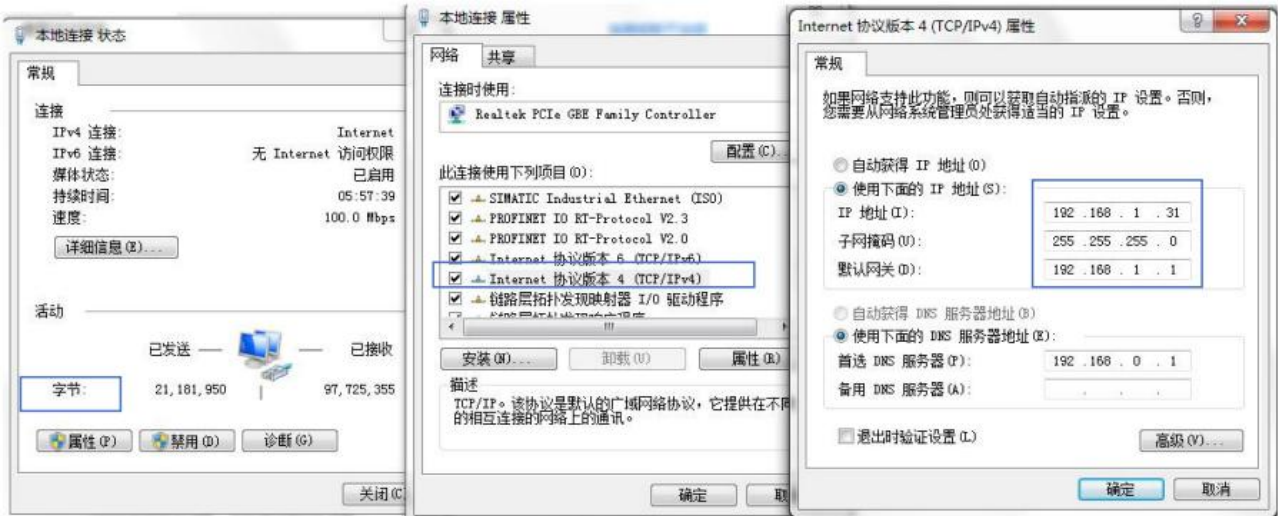 本地连接 状态
常规
连接
IPv4 连接: Internet
IPv6 连接: 无 Internet 访问权限
媒体状态: 已启用
持续时间: 05:57:39
速度: 100.0 Mbps
详细信息(E)...
活动
已发送 — — 已接收
字节: 21,181,950 97,725,355
属性(P) 禁用(D) 诊断(G)
关闭(C
本地连接 属性
网络 共享
连接时使用:
Realtek PCIe GBE Family Controller
配置(C)..
此连接使用下列项目(O):
SIMATIC Industrial Ethernet (ISO)
PROFINET IO RT-Protocol V2.3
PROFINET IO RT-Protocol V2.0
Internet 协议版本 6 (TCP/IPv6)
Internet 协议版本 4 (TCP/IPv4)
链路层拓扑发现映射器 I/O 驱动程序
链路层拓扑发现响应程序
安装(N)... 卸载(U) 属性(R)
描述
TCP/IP。该协议是默认的广域网络协议，它提供在不同
的相互连接的网络上的通讯。
确定 取
Internet 协议版本 4 (TCP/IPv4) 属性
常规
如果网络支持此功能，则可以获取自动指派的 IP 设置。否则，
您需要从网络系统管理员处获得适当的 IP 设置。
自动获得 IP 地址(O)
使用下面的 IP 地址(S):
IP 地址(I): 192 .168 . 1 . 31
子网掩码(U): 255 .255 .255 . 0
默认网关(D): 192 .168 . 1 . 1
自动获得 DNS 服务器地址(B)
使用下面的 DNS 服务器地址(E):
首选 DNS 服务器(P): 192 .168 . 0 . 1
备用 DNS 服务器(A): . . .
退出时验证设置(L)
高级(V)...
确定 取消